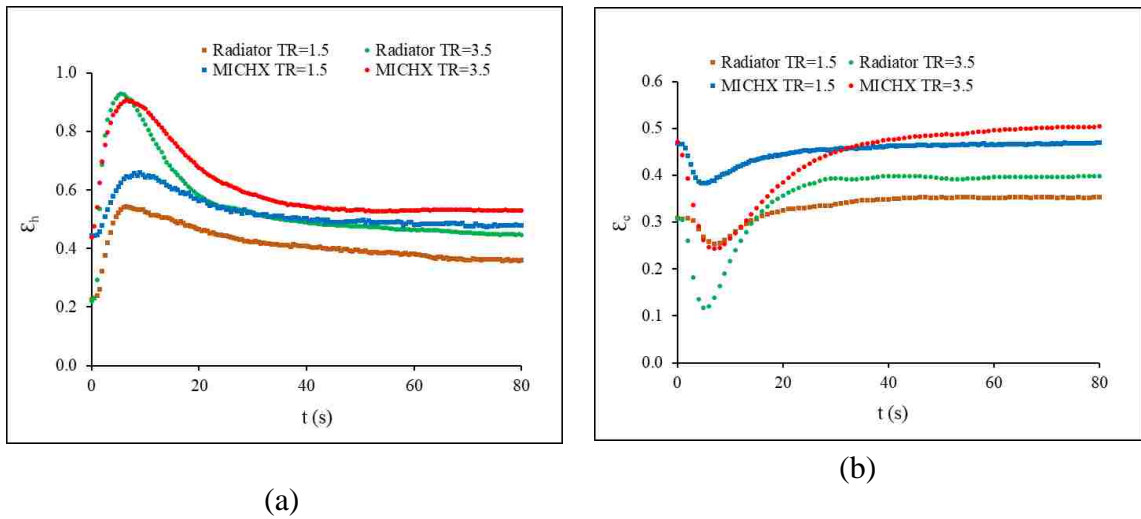 Radiator TR=1.5 Radiator TR=3.5
MICHX TR=1.5 MICHX TR=3.5
1.0
0.8
0.6
0.4
0.2
0.0
εh
0 20 40 60 80
t (s)
(a)
Radiator TR=1.5 Radiator TR=3.5
MICHX TR=1.5 MICHX TR=3.5
0.6
0.5
0.4
0.3
0.2
0.1
0.0
εc
0 20 40 60 80
t (s)
(b)